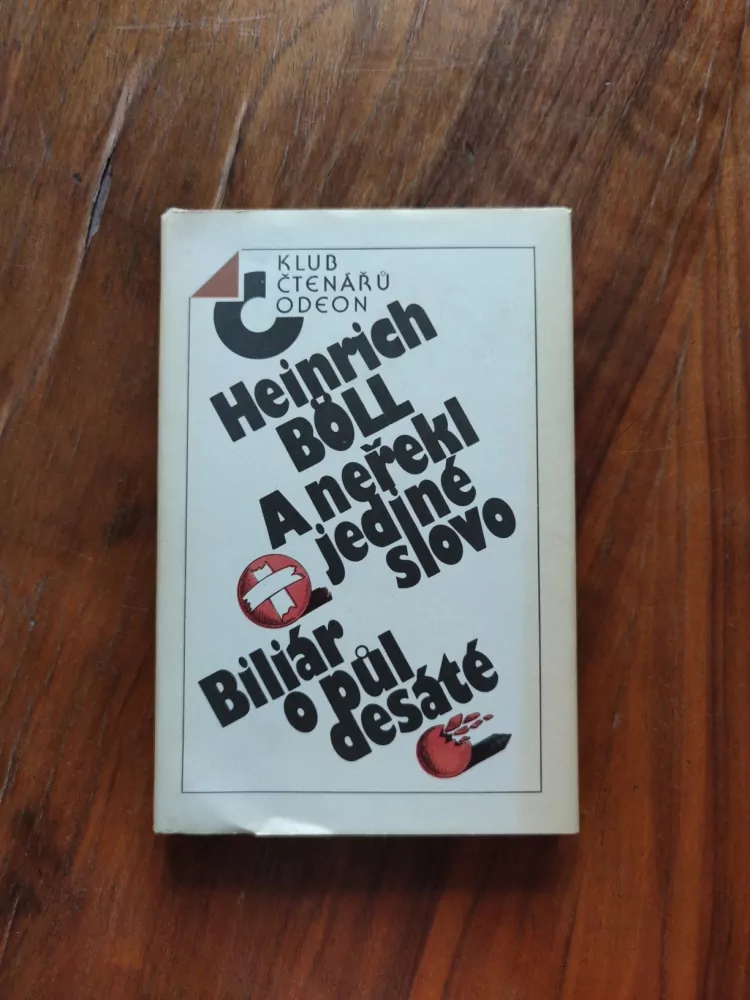 KLUB
ČTENÁŘŮ
ODEON
Heinrich
BÖLL
A neřekl
jediné
slovo
Biliár
o půl
desáté